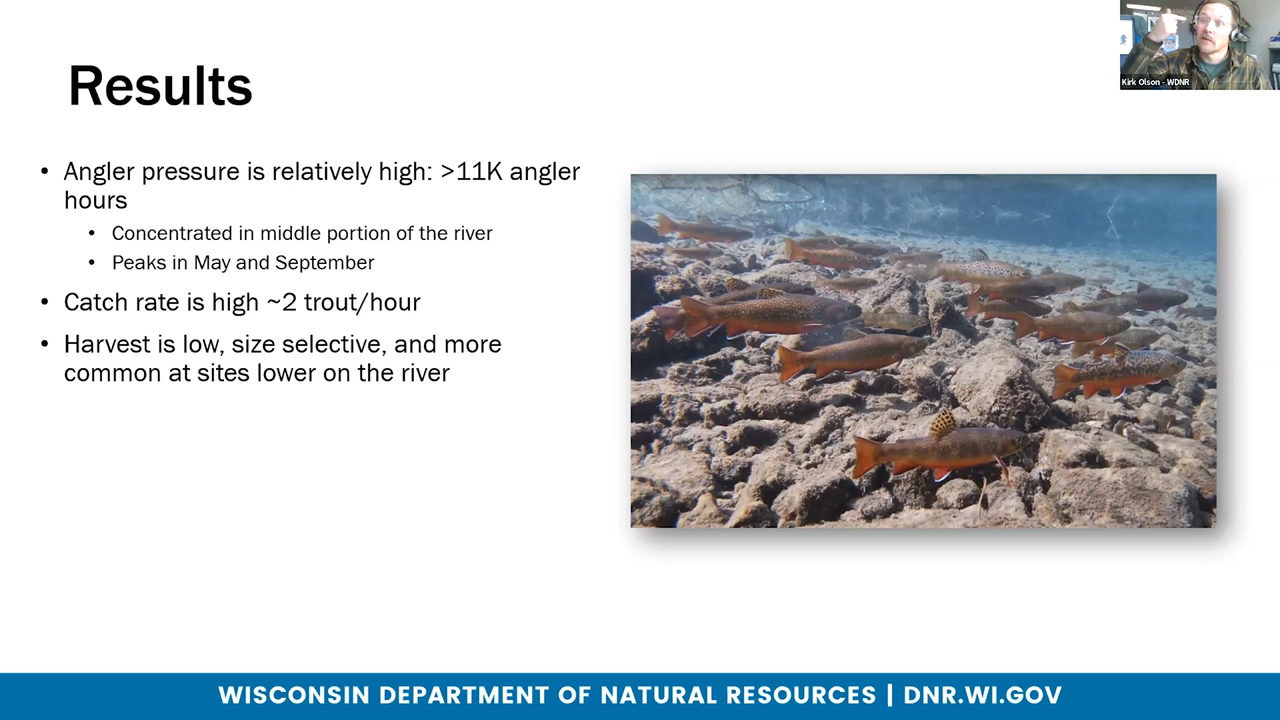 Kirk Olson - WDNR
Results
• Angler pressure is relatively high: >11K angler
hours
• Concentrated in middle portion of the river
• Peaks in May and September
• Catch rate is high ~2 trout/hour
• Harvest is low, size selective, and more
common at sites lower on the river
WISCONSIN DEPARTMENT OF NATURAL RESOURCES | DNR.WI.GOV